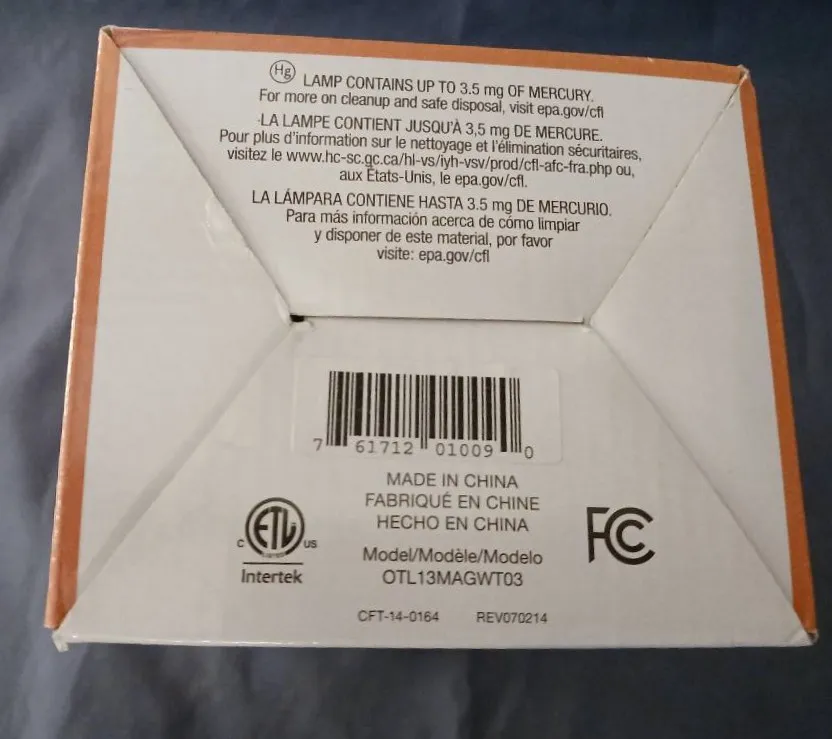 Hg LAMP CONTAINS UP TO 3.5 mg OF MERCURY.
For more on cleanup and safe disposal, visit epa.gov/cfl
LA LAMPE CONTIENT JUSQU'À 3,5 mg DE MERCURE.
Pour plus d'information sur le nettoyage et l'élimination sécuritaires,
visitez le www.hc-sc.gc.ca/hl-vs/iyh-vsv/prod/cfl-afc-fra.php ou,
aux États-Unis, le epa.gov/cfl.
LA LÁMPARA CONTIENE HASTA 3.5 mg DE MERCURIO.
Para más información acerca de cómo limpiar
y disponer de este material, por favor
visite: epa.gov/cfl
7 61712 01009 0
MADE IN CHINA
FABRIQUÉ EN CHINE
HECHO EN CHINA
C ETL LISTED US
Intertek
FC
Model/Modèle/Modelo
OTL13MAGWT03
CFT-14-0164 REV070214